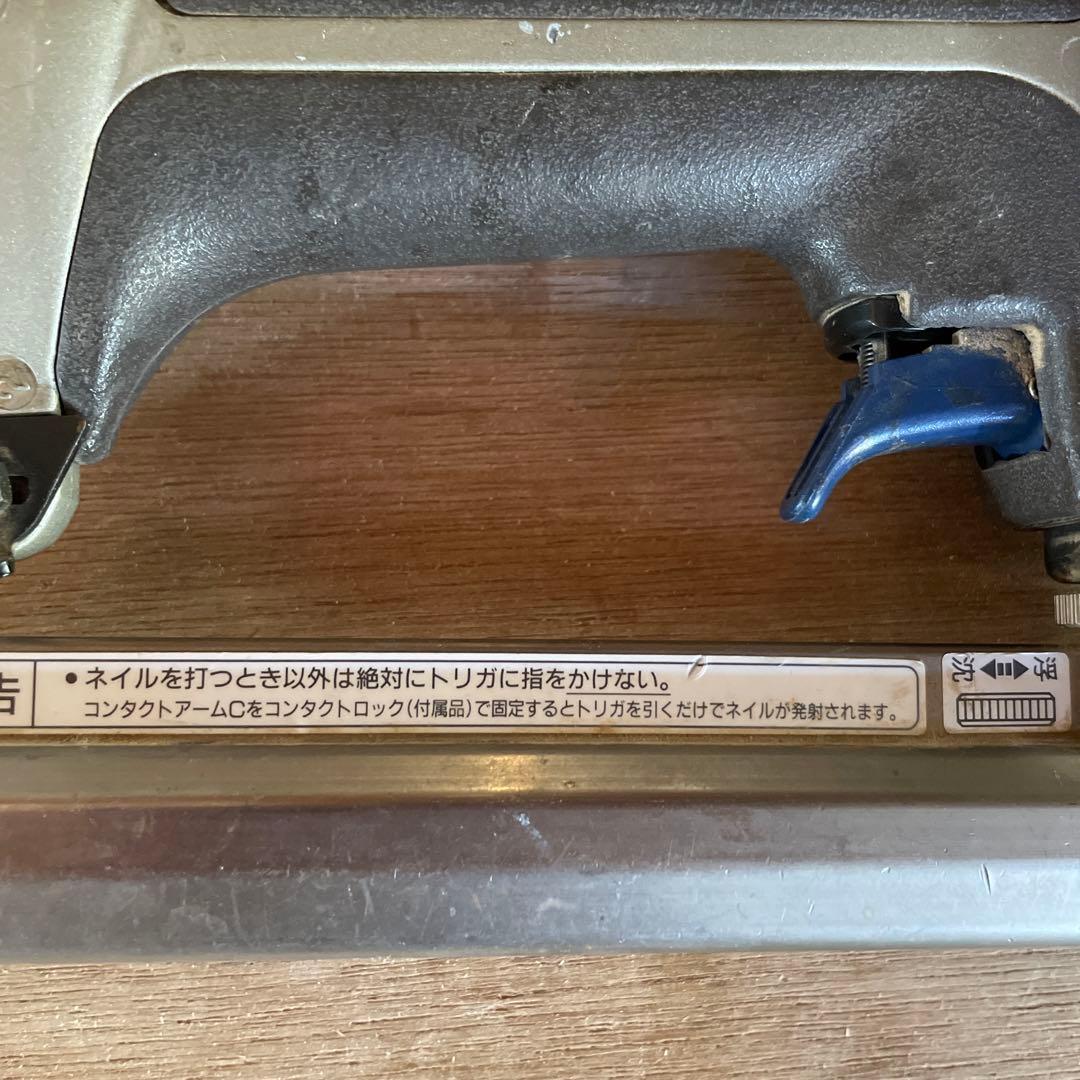 告
• ネイルを打つとき以外は絶対にトリガに指をかけない。
コンタクトアームCをコンタクトロック(付属品)で固定するとトリガを引くだけでネイルが発射されます。
沈 浮